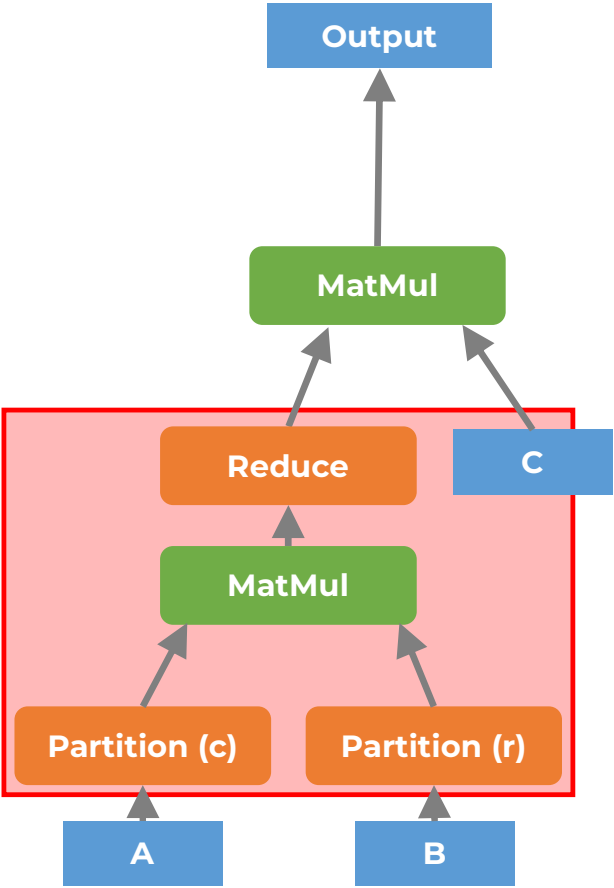 Output
MatMul
Reduce
C
MatMul
Partition (c)
Partition (r)
A
B